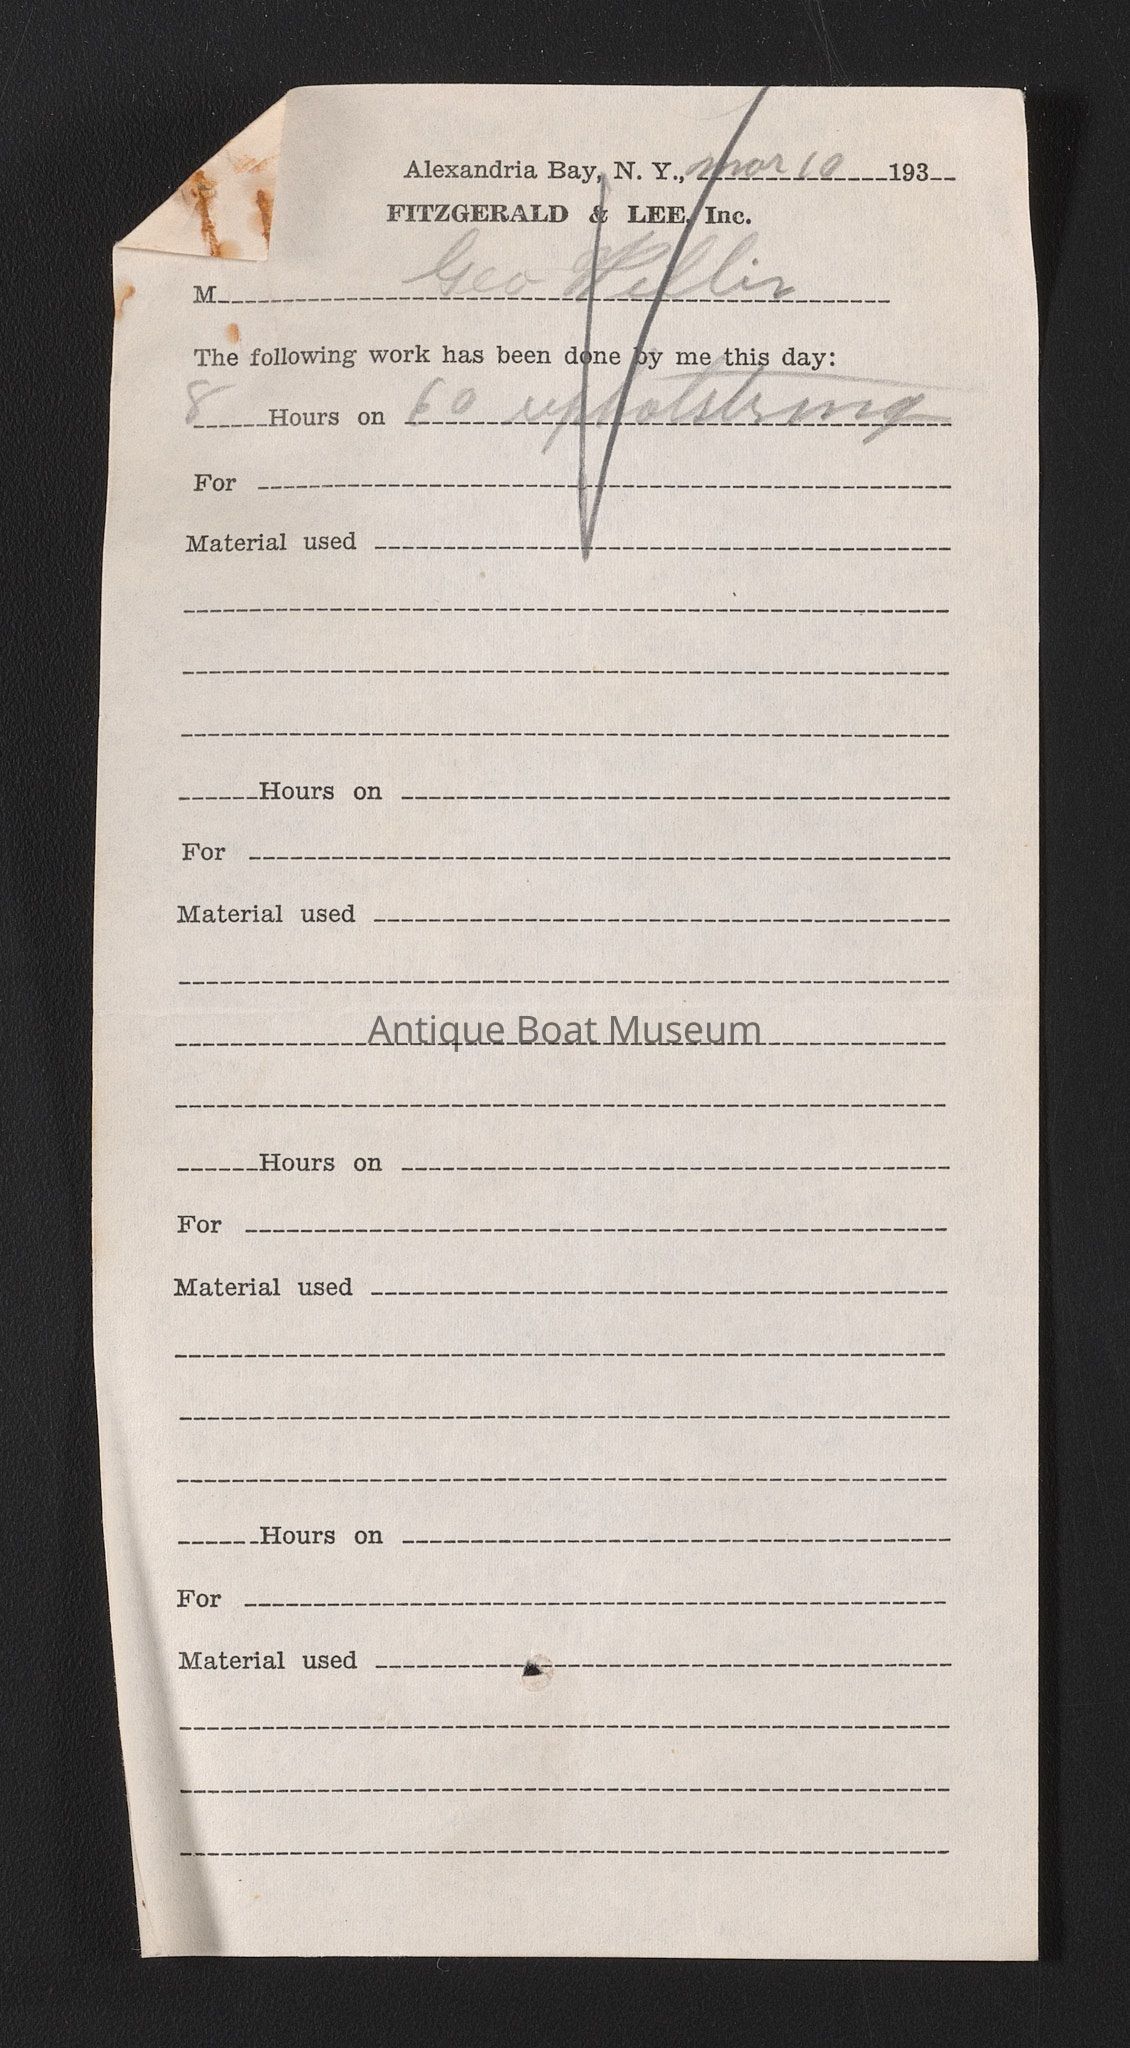 Alexandria Bay, N. Y., Mar 10 193
FITZGERALD & LEE, Inc.
M Geo Willis
The following work has been done by me this day:
8 Hours on 60 upholstring
For
Material used
Hours on
For
Material used
Antique Boat Museum
Hours on
For
Material used
Hours on
For
Material used